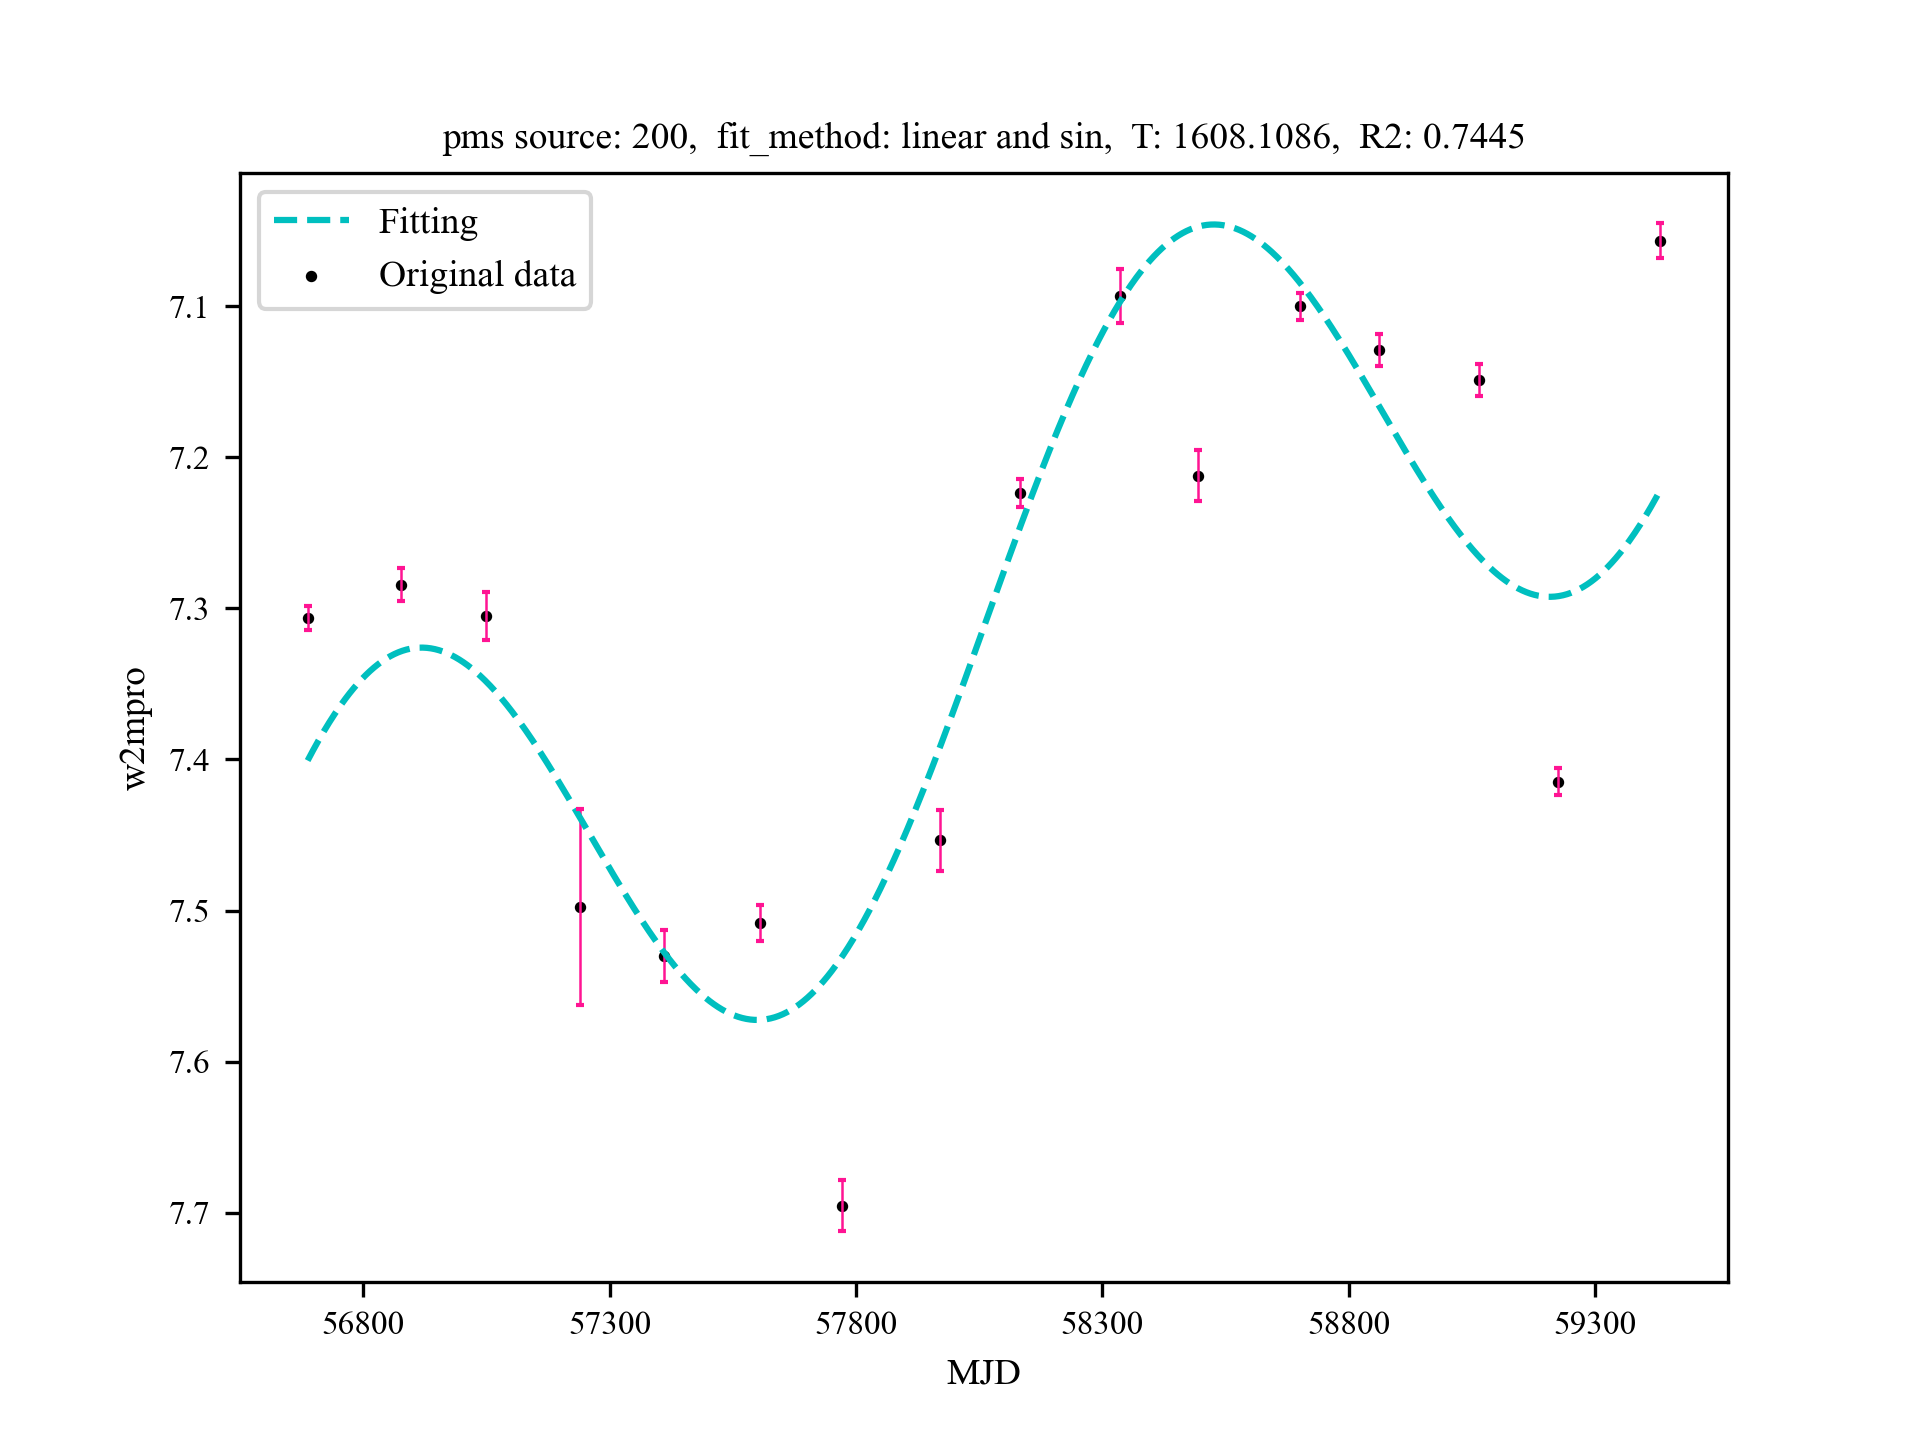 pms source: 200,  fit_method: linear and sin,  T: 1608.1086,  R2: 0.7445
Fitting
Original data
7.1
7.2
7.3
7.4
7.5
7.6
7.7
w2mpro
56800 57300 57800 58300 58800 59300
MJD